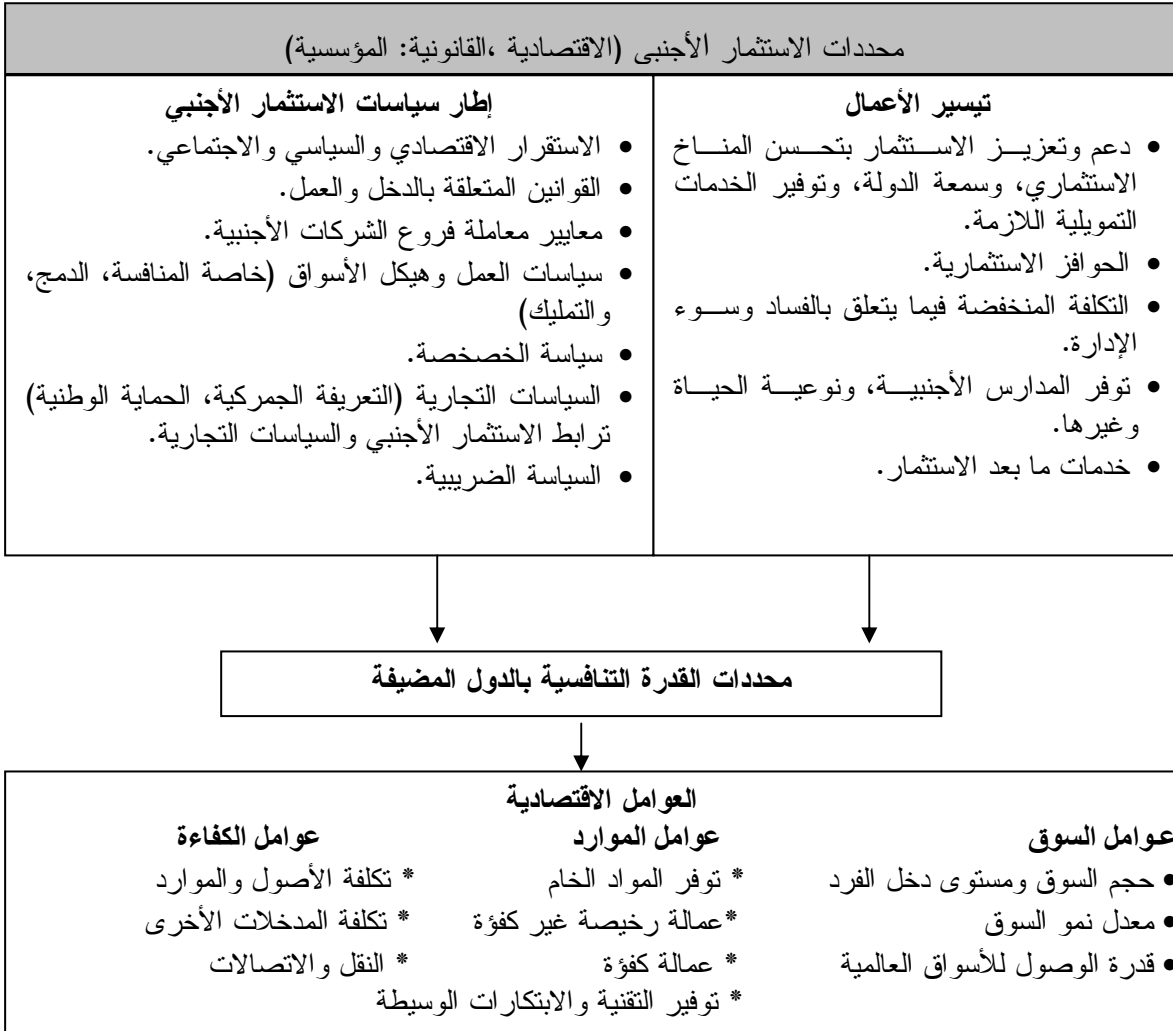 محددات الاستثمار الأجنبي (الاقتصادية ،القانونية: المؤسسية)
تيسير الأعمال
• دعم وتعزيز الاستثمار بتحسن المناخ
الاستثماري، وسمعة الدولة، وتوفير الخدمات
التمويلية اللازمة.
• الحوافز الاستثمارية.
• التكلفة المنخفضة فيما يتعلق بالفساد وسوء
الإدارة.
• توفر المدارس الأجنبية، ونوعية الحياة
وغيرها.
• خدمات ما بعد الاستثمار.
إطار سياسات الاستثمار الأجنبي
• الاستقرار الاقتصادي والسياسي والاجتماعي.
• القوانين المتعلقة بالدخل والعمل.
• معايير معاملة فروع الشركات الأجنبية.
• سياسات العمل وهيكل الأسواق (خاصة المنافسة، الدمج،
والتمليك)
• سياسة الخصخصة.
• السياسات التجارية (التعريفة الجمركية، الحماية الوطنية)
ترابط الاستثمار الأجنبي والسياسات التجارية.
• السياسة الضريبية.
محددات القدرة التنافسية بالدول المضيفة
العوامل الاقتصادية
عوامل السوق
• حجم السوق ومستوى دخل الفرد
• معدل نمو السوق
• قدرة الوصول للأسواق العالمية
عوامل الموارد
* توفر المواد الخام
*عمالة رخيصة غير كفؤة
* عمالة كفؤة
* توفير التقنية والابتكارات الوسيطة
عوامل الكفاءة
* تكلفة الأصول والموارد
* تكلفة المدخلات الأخرى
* النقل والاتصالات